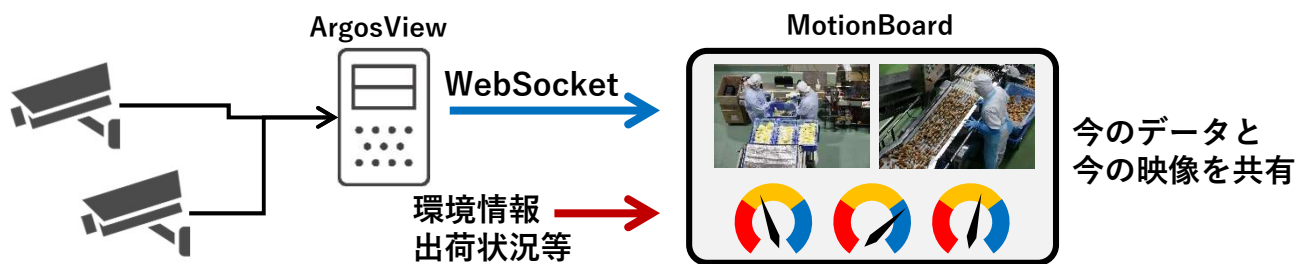 ArgosView
MotionBoard
WebSocket
環境情報
出荷状況等
今のデータと
今の映像を共有